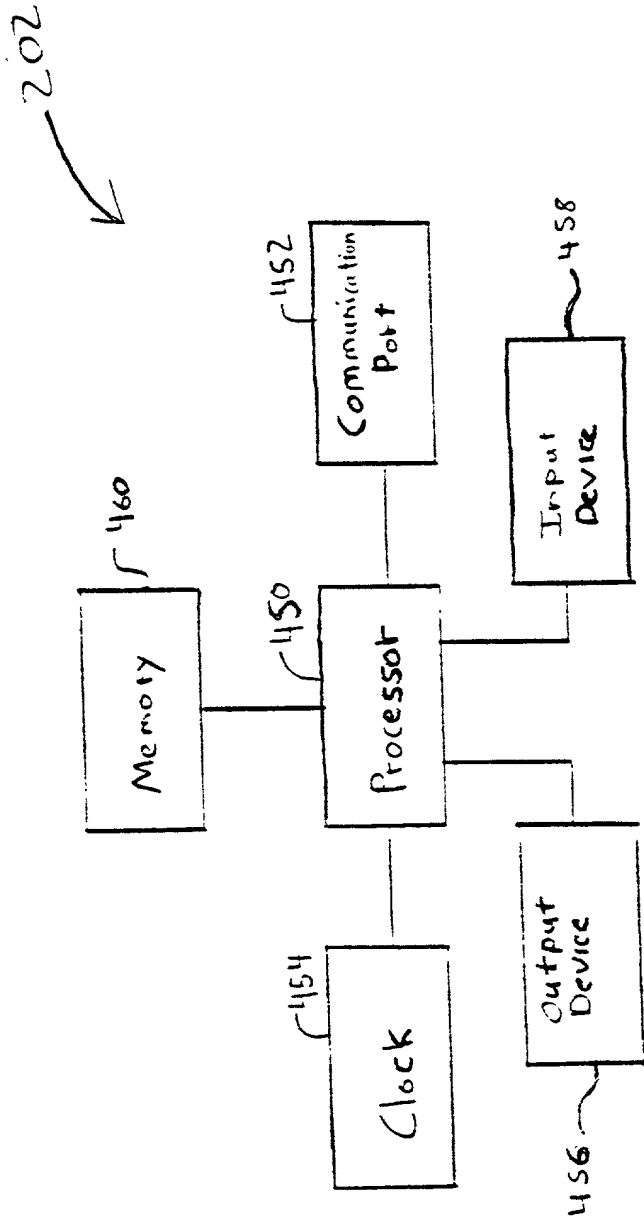 202
460
Memory
454
Clock
450
Processor
452
Communication
Port
456
Output
Device
Input
Device
458